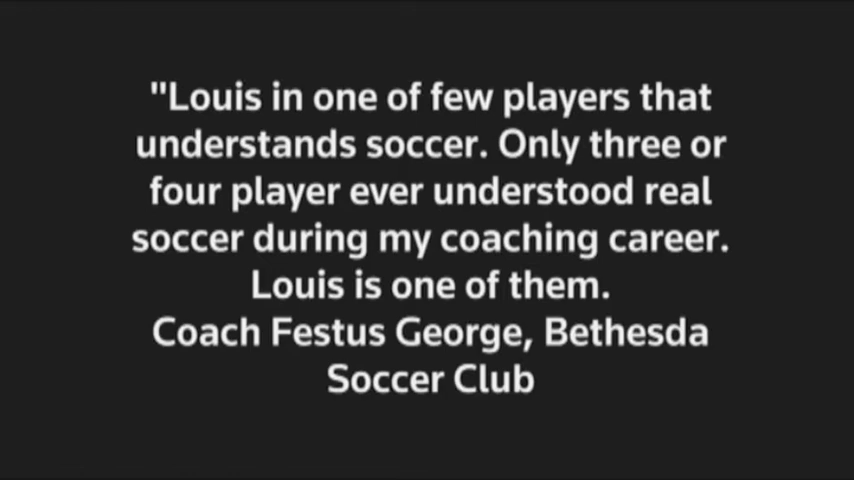 "Louis in one of few players that
understands soccer. Only three or
four player ever understood real
soccer during my coaching career.
Louis is one of them.
Coach Festus George, Bethesda
Soccer Club